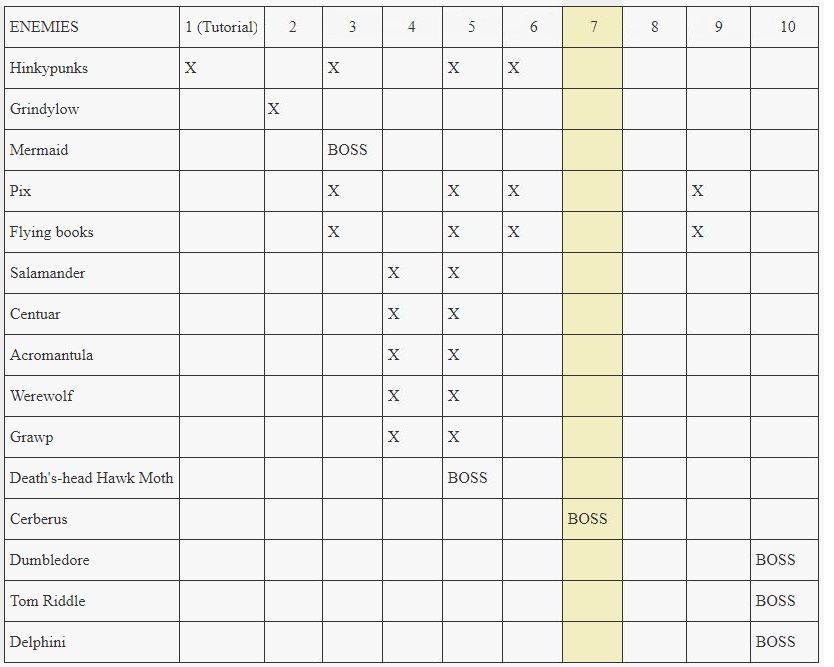 ENEMIES 1 (Tutorial) 2 3 4 5 6 7 8 9 10
Hinkypunks X X X X
Grindylow X
Mermaid BOSS
Pix X X X X
Flying books X X X X
Salamander X X
Centuar X X
Acromantula X X
Werewolf X X
Grawp X X
Death's-head Hawk Moth BOSS
Cerberus BOSS
Dumbledore BOSS
Tom Riddle BOSS
Delphini BOSS